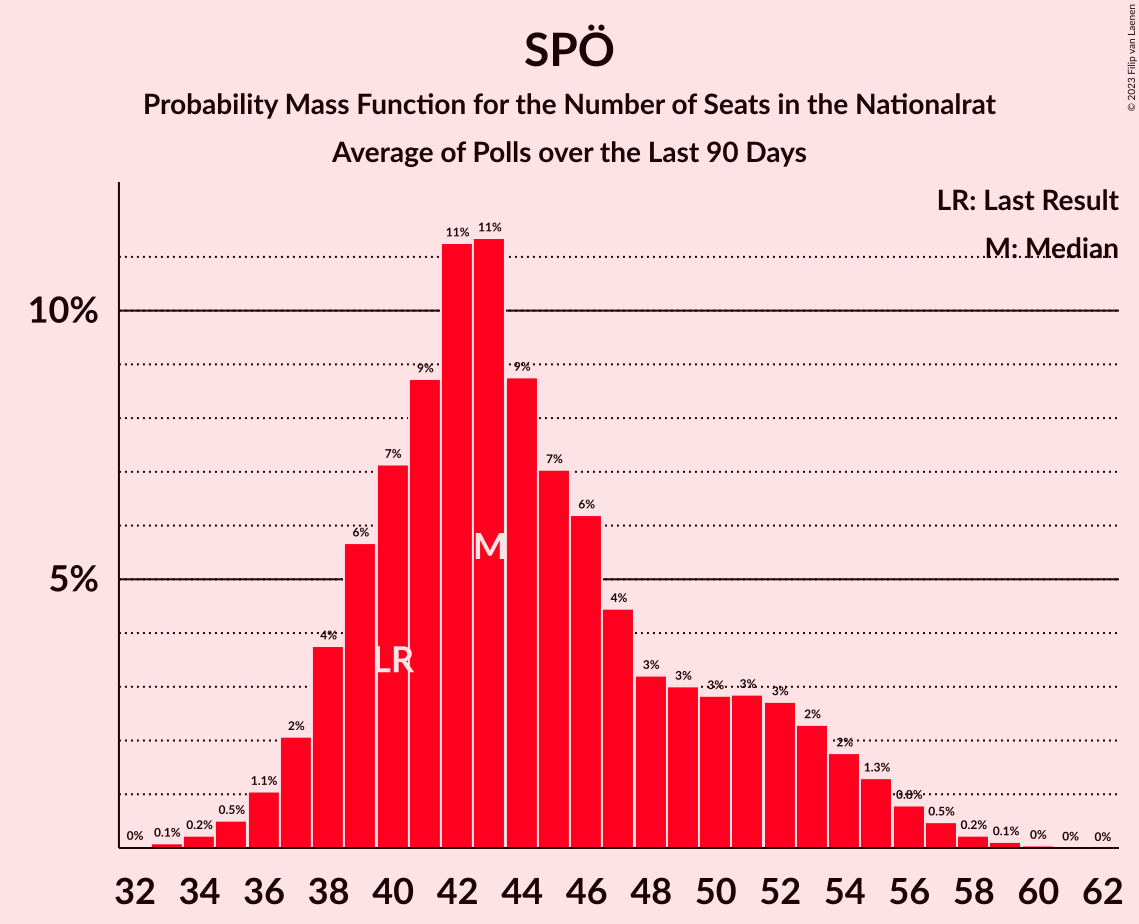 © 2023 Filip van Laenen
SPÖ
Probability Mass Function for the Number of Seats in the Nationalrat
Average of Polls over the Last 90 Days
LR: Last Result
M: Median
10%
5%
0% 0.1% 0.2% 0.5% 1.1% 2% 4% 6% 7% 9% 11% 11% 9% 7% 6% 4% 3% 3% 3% 3% 3% 2% 2% 1.3% 0.8% 0.5% 0.2% 0.1% 0% 0% 0%
M
LR
32 34 36 38 40 42 44 46 48 50 52 54 56 58 60 62